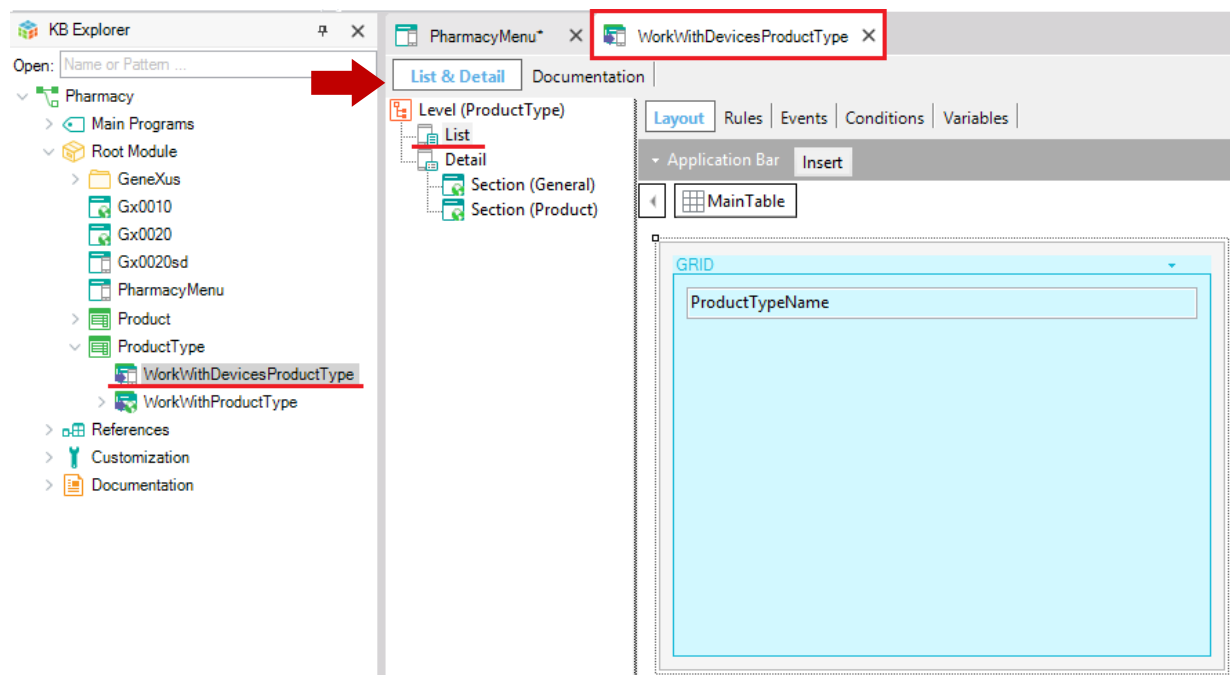 KB Explorer
Open: Name or Pattern ...
Pharmacy
Main Programs
Root Module
GeneXus
Gx0010
Gx0020
Gx0020sd
PharmacyMenu
Product
ProductType
WorkWithDevicesProductType
WorkWithProductType
References
Customization
Documentation
PharmacyMenu*
WorkWithDevicesProductType
List & Detail
Documentation
Level (ProductType)
List
Detail
Section (General)
Section (Product)
Layout Rules Events Conditions Variables
Application Bar Insert
MainTable
GRID
ProductTypeName